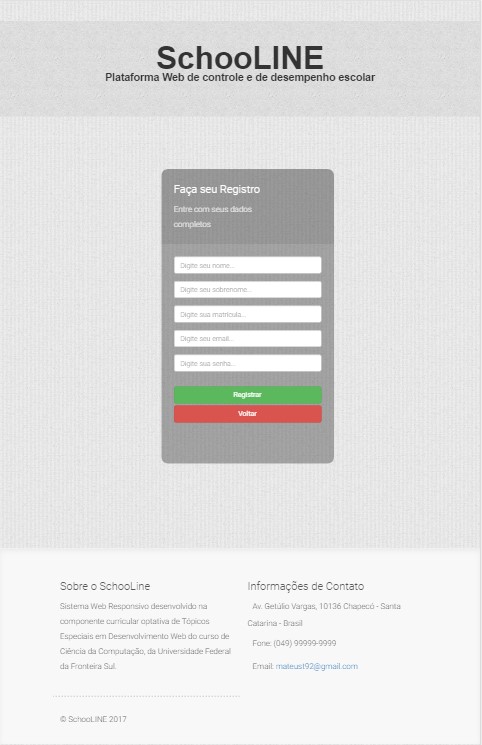 SchooLINE
Plataforma Web de controle e de desempenho escolar
Faça seu Registro
Entre com seus dados
completos
Digite seu nome...
Digite seu sobrenome...
Digite sua matrícula...
Digite seu email...
Digite sua senha...
Registrar
Voltar
Sobre o SchooLine
Sistema Web Responsivo desenvolvido na
componente curricular optativa de Tópicos
Especiais em Desenvolvimento Web do curso de
Ciência da Computação, da Universidade Federal
da Fronteira Sul.
Informações de Contato
Av. Getúlio Vargas, 10136 Chapecó - Santa
Catarina - Brasil
Fone: (049) 99999-9999
Email: mateust92@gmail.com
© SchooLINE 2017